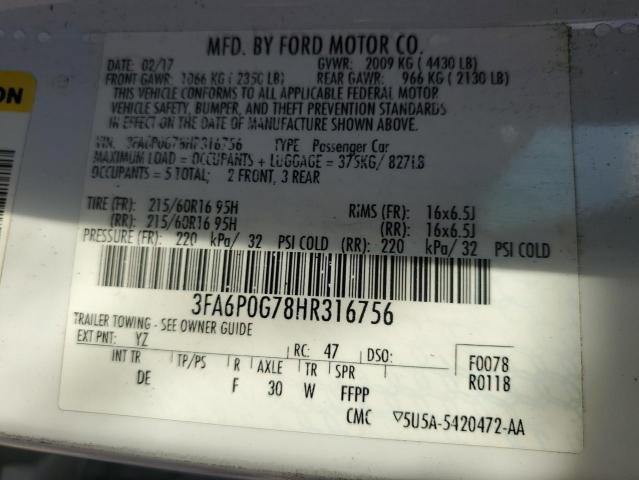 ON
MFD. BY FORD MOTOR CO.
DATE: 02/17 GVWR: 2009 KG ( 4430 LB)
FRONT GAWR: 1066 KG ( 2350 LB) REAR GAWR: 966 KG ( 2130 LB)
THIS VEHICLE CONFORMS TO ALL APPLICABLE FEDERAL MOTOR
VEHICLE SAFETY, BUMPER, AND THEFT PREVENTION STANDARDS
IN EFFECT ON THE DATE OF MANUFACTURE SHOWN ABOVE.
VIN: 3FA6P0G78HR316756 TYPE: Passenger Car
MAXIMUM LOAD = OCCUPANTS + LUGGAGE = 375KG/ 827LB
OCCUPANTS = 5 TOTAL: 2 FRONT, 3 REAR
TIRE (FR): 215/60R16 95H RIMS (FR): 16x6.5J
(RR): 215/60R16 95H (RR): 16x6.5J
PRESSURE (FR): 220 kPa/ 32 PSI COLD (RR): 220 kPa/ 32 PSI COLD
3FA6P0G78HR316756
TRAILER TOWING - SEE OWNER GUIDE
EXT PNT: YZ RC: 47 DSO: F0078
INT TR TP/PS R AXLE TR SPR R0118
DE F 30 W FFPP
CMC ▽5U5A-5420472-AA